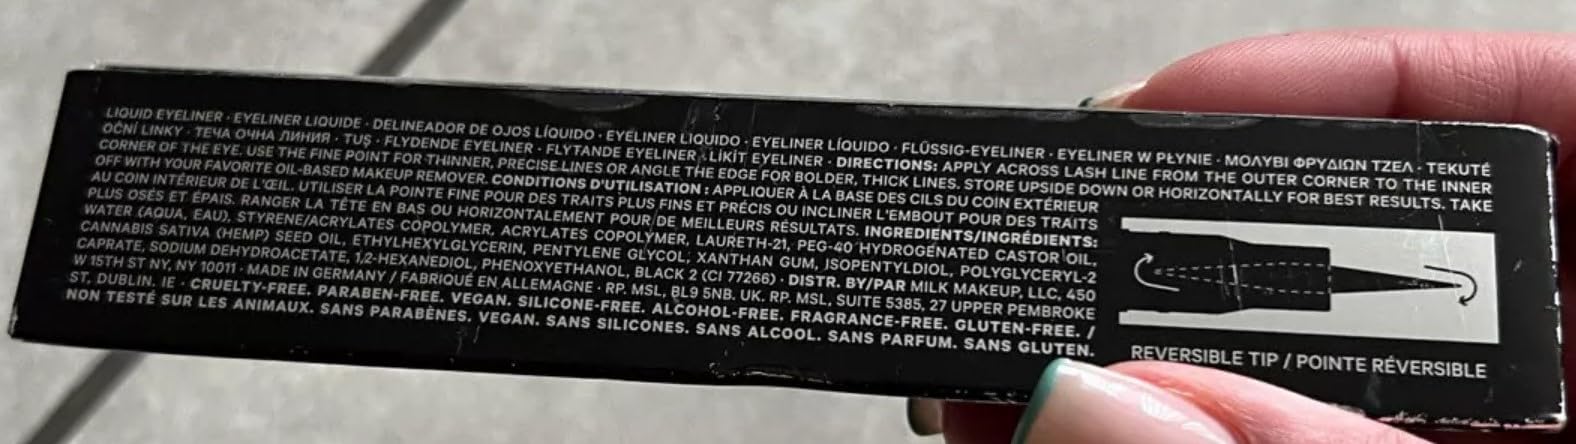 LIQUID EYELINER · EYELINER LIQUIDE · DELINEADOR DE OJOS LÍQUIDO · EYELINER LIQUIDO · EYELINER LÍQUIDO · FLÜSSIG-EYELINER · EYELINER W PŁYNIE · ΜΟΛΥΒΙ ΦΡΥΔΙΩΝ ΤΖΕΛ · TEKUTÉ
OČNÍ LINKY · ТЕЧА ОЧНА ЛИНИЯ · TUŞ · FLYDENDE EYELINER · FLYTANDE EYELINER · LİKİT EYELINER · DIRECTIONS: APPLY ACROSS LASH LINE FROM THE OUTER CORNER TO THE INNER
CORNER OF THE EYE. USE THE FINE POINT FOR THINNER, PRECISE LINES OR ANGLE THE EDGE FOR BOLDER, THICK LINES. STORE UPSIDE DOWN OR HORIZONTALLY FOR BEST RESULTS. TAKE
OFF WITH YOUR FAVORITE OIL-BASED MAKEUP REMOVER. CONDITIONS D'UTILISATION : APPLIQUER À LA BASE DES CILS DU COIN EXTÉRIEUR
AU COIN INTÉRIEUR DE L'ŒIL. UTILISER LA POINTE FINE POUR DES TRAITS PLUS FINS ET PRÉCIS OU INCLINER L'EMBOUT POUR DES TRAITS
PLUS OSÉS ET ÉPAIS. RANGER LA TÊTE EN BAS OU HORIZONTALEMENT POUR DE MEILLEURS RÉSULTATS. INGREDIENTS/INGRÉDIENTS:
WATER (AQUA, EAU), STYRENE/ACRYLATES COPOLYMER, ACRYLATES COPOLYMER, LAURETH-21, PEG-40 HYDROGENATED CASTOR OIL,
CANNABIS SATIVA (HEMP) SEED OIL, ETHYLHEXYLGLYCERIN, PENTYLENE GLYCOL, XANTHAN GUM, ISOPENTYLDIOL, POLYGLYCERYL-2
CAPRATE, SODIUM DEHYDROACETATE, 1,2-HEXANEDIOL, PHENOXYETHANOL, BLACK 2 (CI 77266) · DISTR. BY/PAR MILK MAKEUP, LLC, 450
W 15TH ST NY, NY 10011 · MADE IN GERMANY / FABRIQUÉ EN ALLEMAGNE · RP. MSL, BL9 5NB. UK. RP. MSL, SUITE 5385, 27 UPPER PEMBROKE
ST, DUBLIN. IE · CRUELTY-FREE. PARABEN-FREE. VEGAN. SILICONE-FREE. ALCOHOL-FREE. FRAGRANCE-FREE. GLUTEN-FREE. /
NON TESTÉ SUR LES ANIMAUX. SANS PARABÈNES. VEGAN. SANS SILICONES. SANS ALCOOL. SANS PARFUM. SANS GLUTEN.
REVERSIBLE TIP / POINTE RÉVERSIBLE